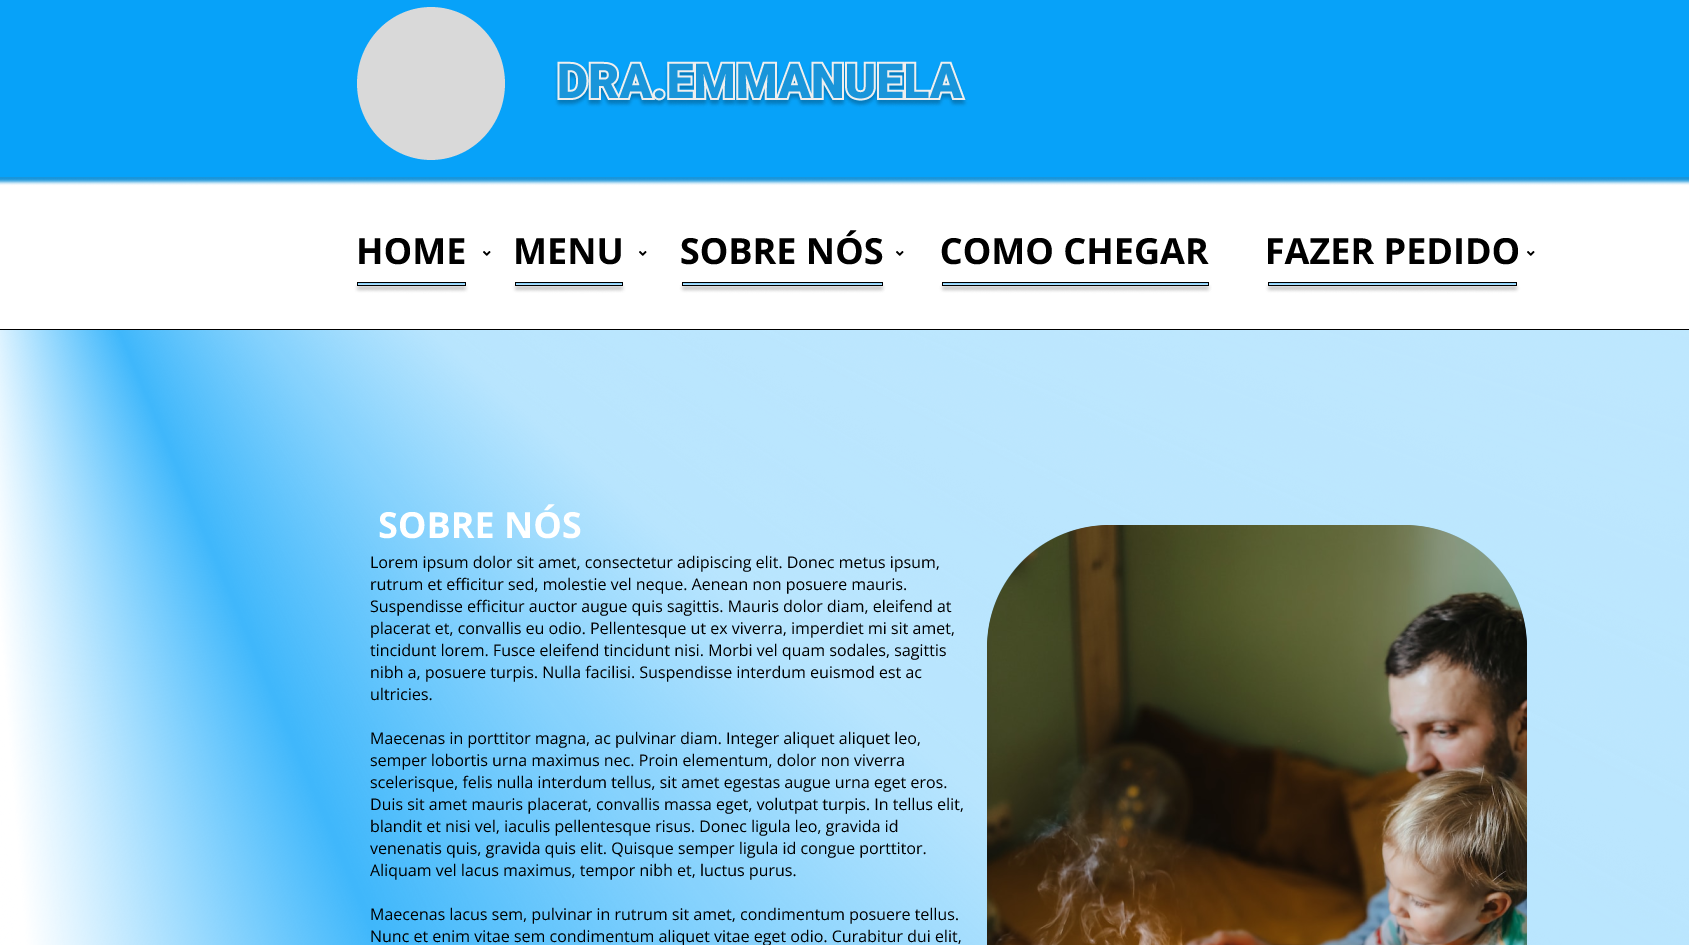 DRA.EMMANUELA
HOME MENU SOBRE NÓS COMO CHEGAR FAZER PEDIDO
SOBRE NÓS
Lorem ipsum dolor sit amet, consectetur adipiscing elit. Donec metus ipsum,
rutrum et efficitur sed, molestie vel neque. Aenean non posuere mauris.
Suspendisse efficitur auctor augue quis sagittis. Mauris dolor diam, eleifend at
placerat et, convallis eu odio. Pellentesque ut ex viverra, imperdiet mi sit amet,
tincidunt lorem. Fusce eleifend tincidunt nisi. Morbi vel quam sodales, sagittis
nibh a, posuere turpis. Nulla facilisi. Suspendisse interdum euismod est ac
ultricies.
Maecenas in porttitor magna, ac pulvinar diam. Integer aliquet aliquet leo,
semper lobortis urna maximus nec. Proin elementum, dolor non viverra
scelerisque, felis nulla interdum tellus, sit amet egestas augue urna eget eros.
Duis sit amet mauris placerat, convallis massa eget, volutpat turpis. In tellus elit,
blandit et nisi vel, iaculis pellentesque risus. Donec ligula leo, gravida id
venenatis quis, gravida quis elit. Quisque semper ligula id congue porttitor.
Aliquam vel lacus maximus, tempor nibh et, luctus purus.
Maecenas lacus sem, pulvinar in rutrum sit amet, condimentum posuere tellus.
Nunc et enim vitae sem condimentum aliquet vitae eget odio. Curabitur dui elit,